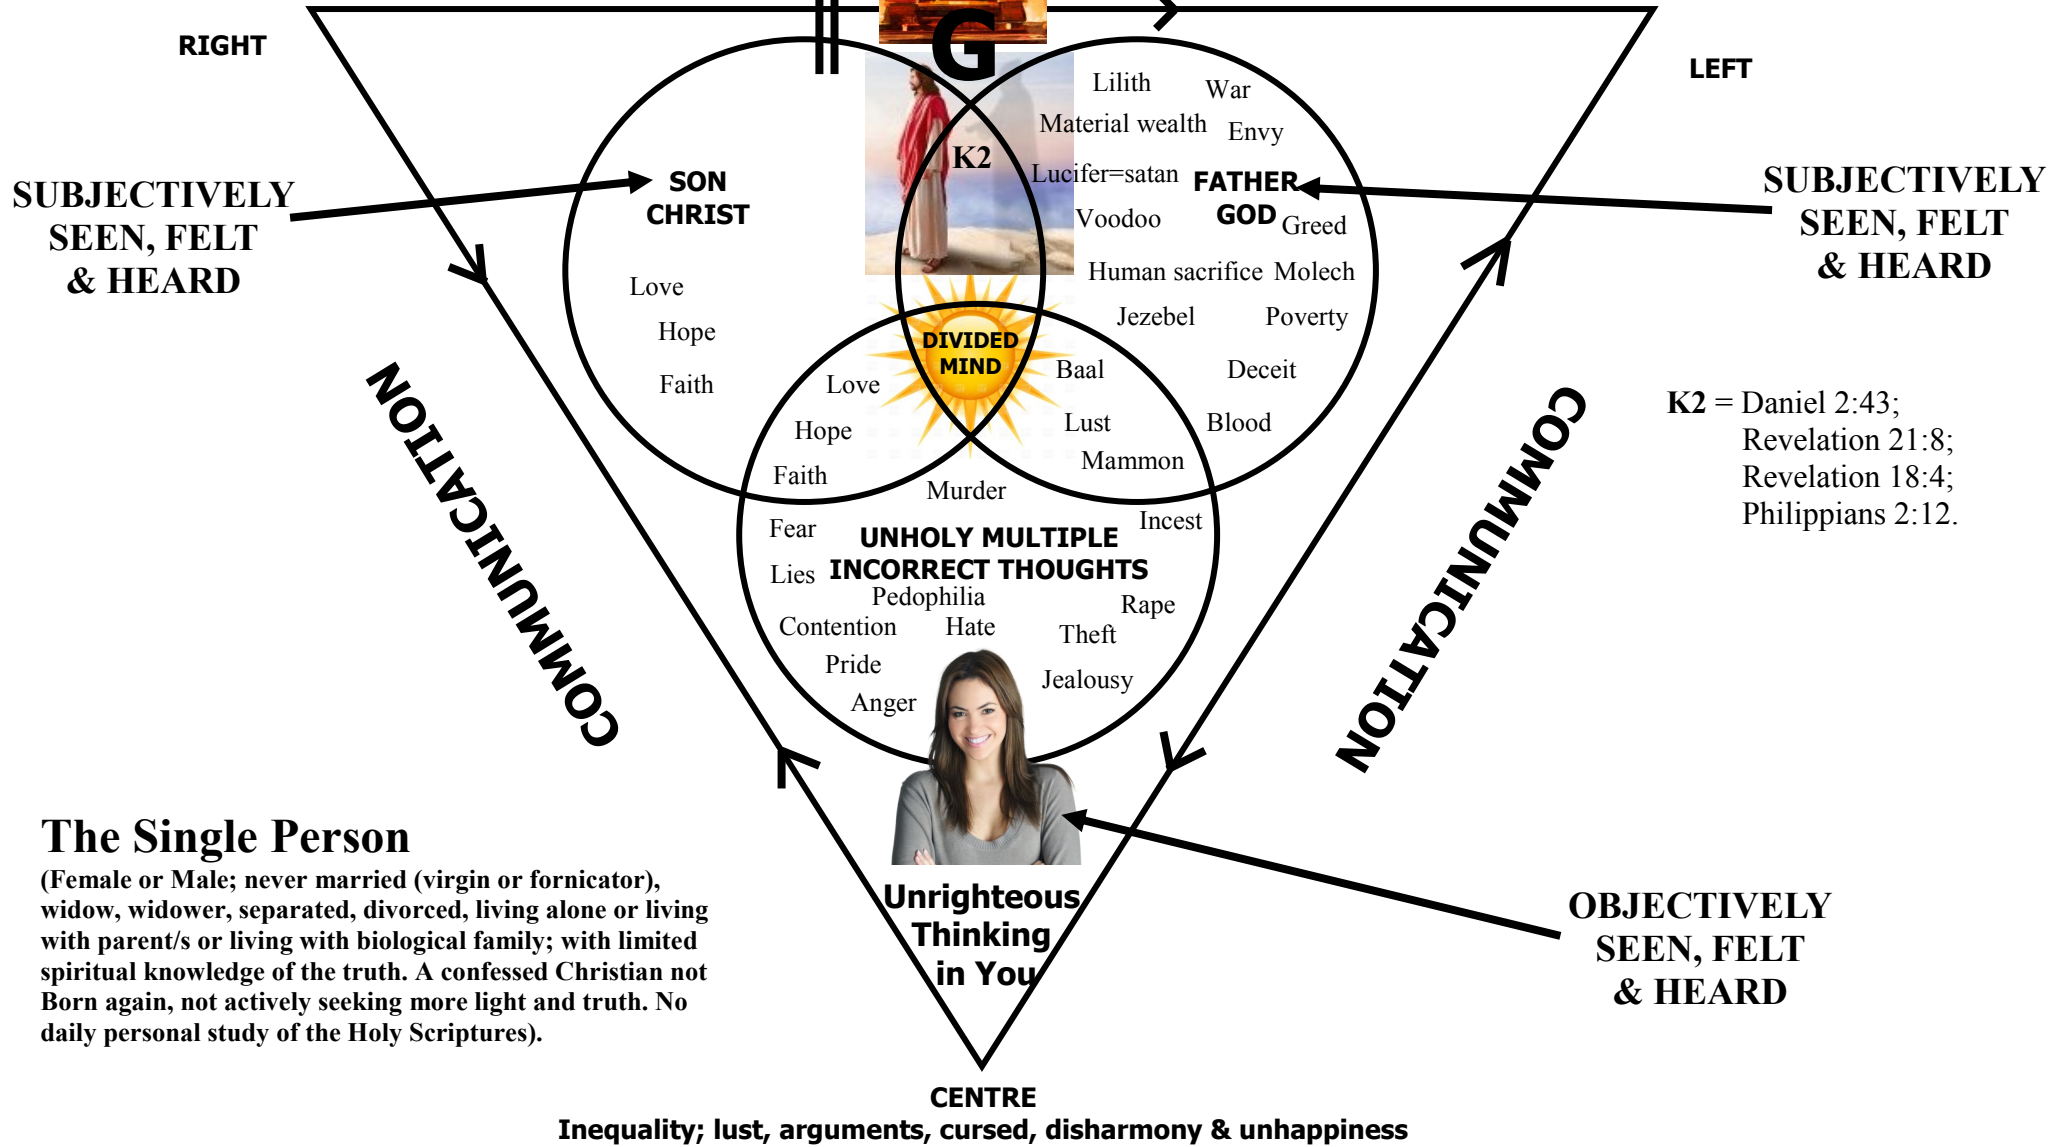 G
RIGHT
LEFT
SUBJECTIVELY
SEEN, FELT
& HEARD
SON
CHRIST
Love
Hope
Faith
K2
Lilith
War
Material wealth
Envy
Lucifer=satan
FATHER
GOD
Voodoo
Greed
Human sacrifice
Molech
Jezebel
Poverty
Deceit
Blood
SUBJECTIVELY
SEEN, FELT
& HEARD
DIVIDED
MIND
Love
Hope
Faith
Baal
Lust
Mammon
Murder
Fear
Incest
UNHOLY MULTIPLE
INCORRECT THOUGHTS
Lies
Pedophilia
Rape
Contention
Hate
Theft
Pride
Jealousy
Anger
COMMUNICATION
COMMUNICATION
K2 = Daniel 2:43;
Revelation 21:8;
Revelation 18:4;
Philippians 2:12.
The Single Person
(Female or Male; never married (virgin or fornicator),
widow, widower, separated, divorced, living alone or living
with parent/s or living with biological family; with limited
spiritual knowledge of the truth. A confessed Christian not
Born again, not actively seeking more light and truth. No
daily personal study of the Holy Scriptures).
Unrighteous
Thinking
in You
OBJECTIVELY
SEEN, FELT
& HEARD
CENTRE
Inequality; lust, arguments, cursed, disharmony & unhappiness